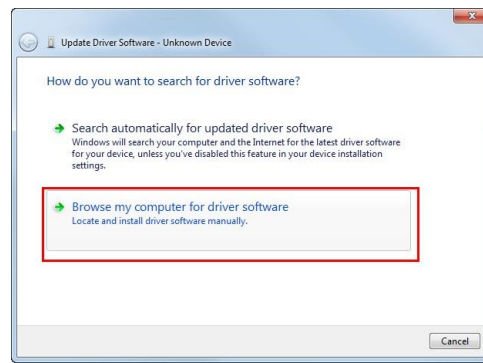 Update Driver Software - Unknown Device
How do you want to search for driver software?
Search automatically for updated driver software
Windows will search your computer and the Internet for the latest driver software
for your device, unless you've disabled this feature in your device installation
settings.
Browse my computer for driver software
Locate and install driver software manually.
Cancel